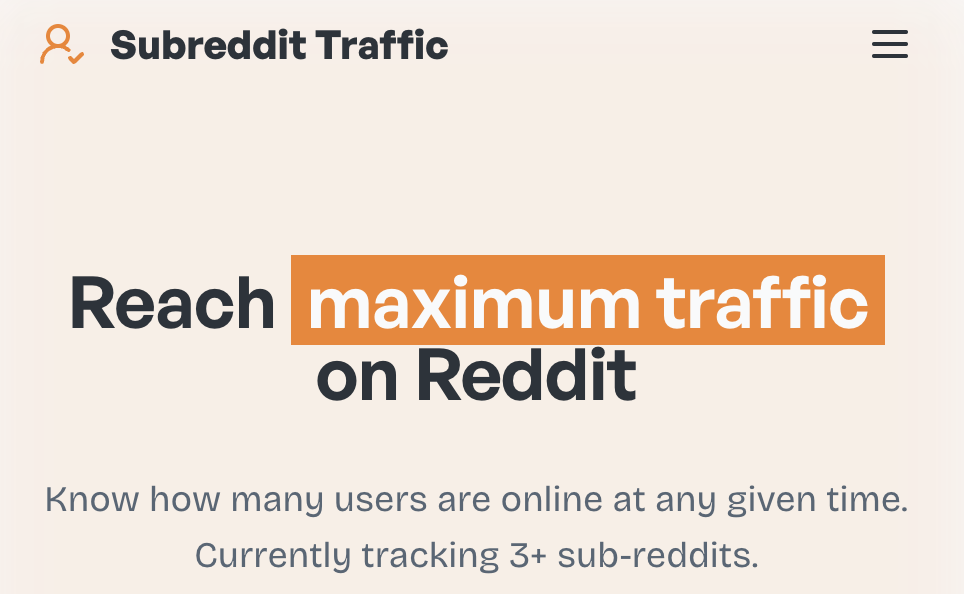 Subreddit Traffic
Reach maximum traffic
on Reddit
Know how many users are online at any given time.
Currently tracking 3+ sub-reddits.